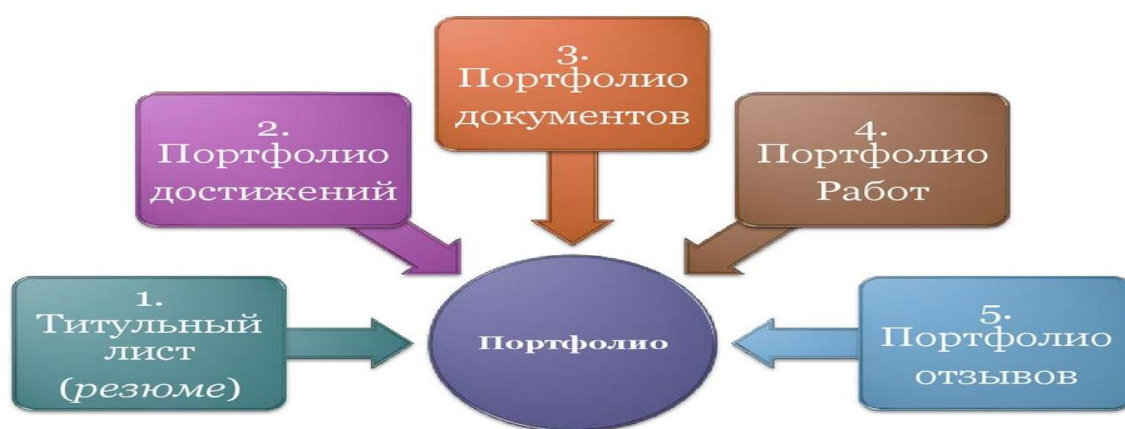 1.
Титульный
лист
(резюме)
2.
Портфолио
достижений
3.
Портфолио
документов
4.
Портфолио
Работ
5.
Портфолио
отзывов
Портфолио